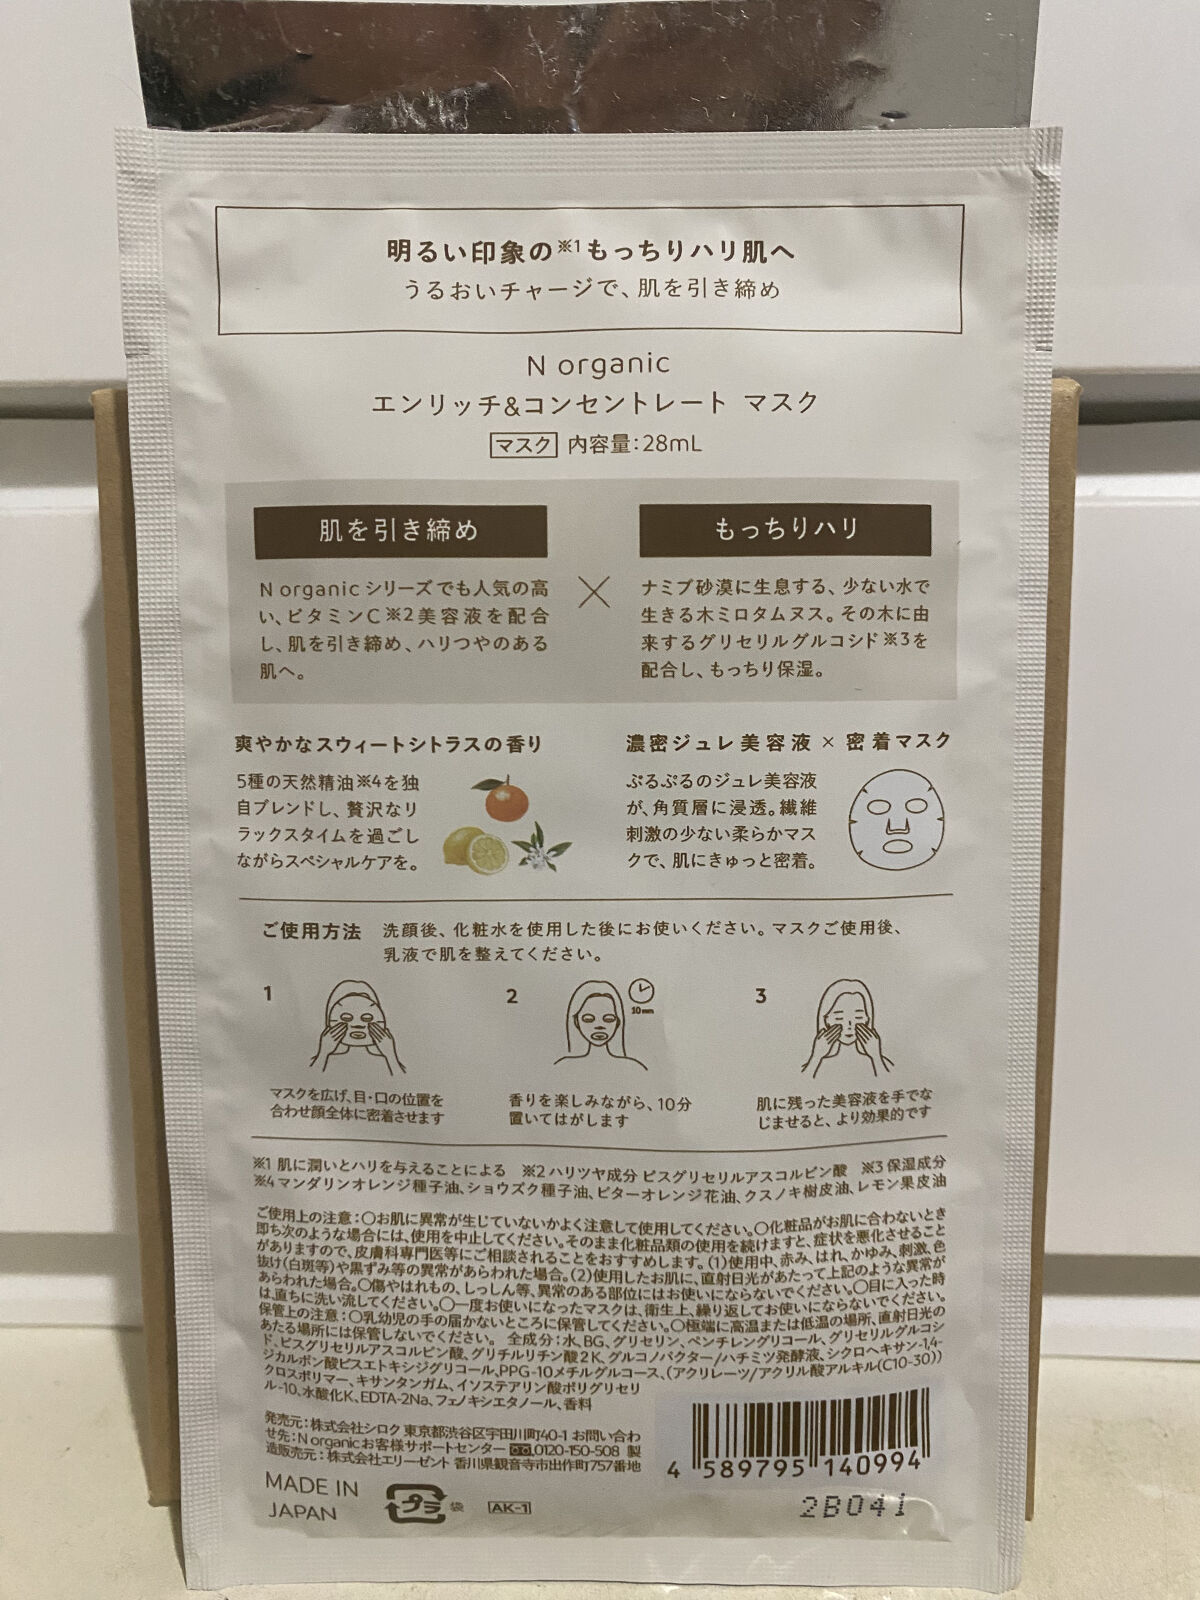 明るい印象の※1もっちりハリ肌へ
うるおいチャージで、肌を引き締め
N organic
エンリッチ&コンセントレート マスク
マスク 内容量:28mL
肌を引き締め
N organicシリーズでも人気の高
い、ビタミンC※2美容液を配合
し、肌を引き締め、ハリつやのある
肌へ。
×
もっちりハリ
ナミブ砂漠に生息する、少ない水で
生きる木ミロタムヌス。その木に由
来するグリセリルグルコシド※3を
配合し、もっちり保湿。
爽やかなスウィートシトラスの香り
5種の天然精油※4を独
自ブレンドし、贅沢なリ
ラックスタイムを過ごし
ながらスペシャルケアを。
濃密ジュレ美容液 × 密着マスク
ぷるぷるのジュレ美容液
が、角質層に浸透。繊維
刺激の少ない柔らかマス
クで、肌にきゅっと密着。
ご使用方法 洗顔後、化粧水を使用した後にお使いください。マスクご使用後、
乳液で肌を整えてください。
1
マスクを広げ、目・口の位置を
合わせ顔全体に密着させます
2
10min
香りを楽しみながら、10分
置いてはがします
3
肌に残った美容液を手でな
じませると、より効果的です
※1 肌に潤いとハリを与えることによる ※2 ハリツヤ成分 ビスグリセリルアスコルビン酸 ※3 保湿成分
※4 マンダリンオレンジ種子油、ショウズク種子油、ビターオレンジ花油、クスノキ樹皮油、レモン果皮油
ご使用上の注意:〇お肌に異常が生じていないかよく注意して使用してください。〇化粧品がお肌に合わないとき
即ち次のような場合には、使用を中止してください。そのまま化粧品類の使用を続けますと、症状を悪化させること
がありますので、皮膚科専門医等にご相談されることをおすすめします。(1)使用中、赤み、はれ、かゆみ、刺激、色
抜け(白斑等)や黒ずみ等の異常があらわれた場合。(2)使用したお肌に、直射日光があたって上記のような異常が
あらわれた場合。〇傷やはれもの、しっしん等、異常のある部位にはお使いにならないでください。〇目に入った時
は、直ちに洗い流してください。〇一度お使いになったマスクは、衛生上、繰り返してお使いにならないでください。
保管上の注意:〇乳幼児の手の届かないところに保管してください。〇極端に高温または低温の場所、直射日光の
あたる場所には保管しないでください。 全成分:水、BG、グリセリン、ペンチレングリコール、グリセリルグルコシ
ド、ビスグリセリルアスコルビン酸、グリチルリチン酸2K、グルコノバクター/ハチミツ発酵液、シクロヘキサン-1,4-
ジカルボン酸ビスエトキシジグリコール、PPG-10メチルグルコース、(アクリレーツ/アクリル酸アルキル(C10-30))
クロスポリマー、キサンタンガム、イソステアリン酸ポリグリセリ
ル-10、水酸化K、EDTA-2Na、フェノキシエタノール、香料
発売元:株式会社シロク 東京都渋谷区宇田川町40-1 お問い合わ
せ先:N organicお客様サポートセンター 0120-150-508 製
造販売元:株式会社エリーゼント 香川県観音寺市出作町757番地
MADE IN
JAPAN
プラ 袋 AK-1
4 589795 140994
2B041